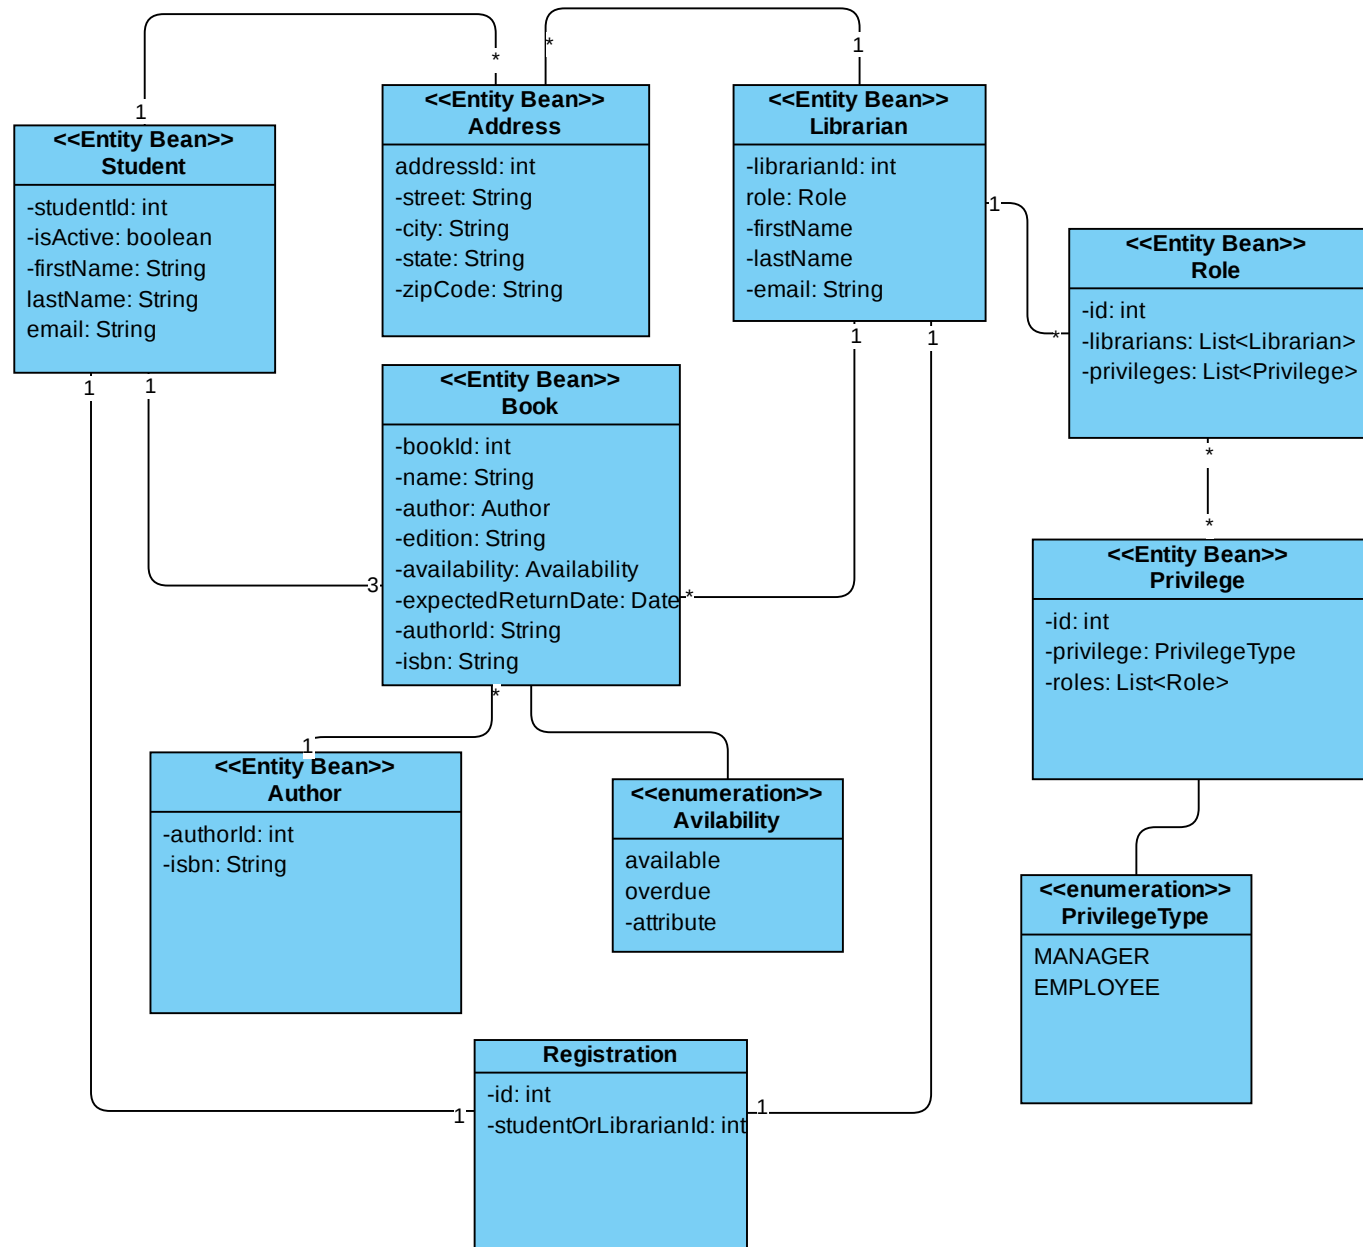 *
1
*
1
<<Entity Bean>>
Student
-studentId: int
-isActive: boolean
-firstName: String
lastName: String
email: String
<<Entity Bean>>
Address
addressId: int
-street: String
-city: String
-state: String
-zipCode: String
<<Entity Bean>>
Librarian
-librarianId: int
role: Role
-firstName
-lastName
-email: String
1
*
<<Entity Bean>>
Role
-id: int
-librarians: List<Librarian>
-privileges: List<Privilege>
1
1
1
1
<<Entity Bean>>
Book
-bookId: int
-name: String
-author: Author
-edition: String
-availability: Availability
-expectedReturnDate: Date
-authorId: String
-isbn: String
3
*
*
*
<<Entity Bean>>
Privilege
-id: int
-privilege: PrivilegeType
-roles: List<Role>
*
1
<<Entity Bean>>
Author
-authorId: int
-isbn: String
<<enumeration>>
Avilability
available
overdue
-attribute
<<enumeration>>
PrivilegeType
MANAGER
EMPLOYEE
Registration
-id: int
-studentOrLibrarianId: int
1
1